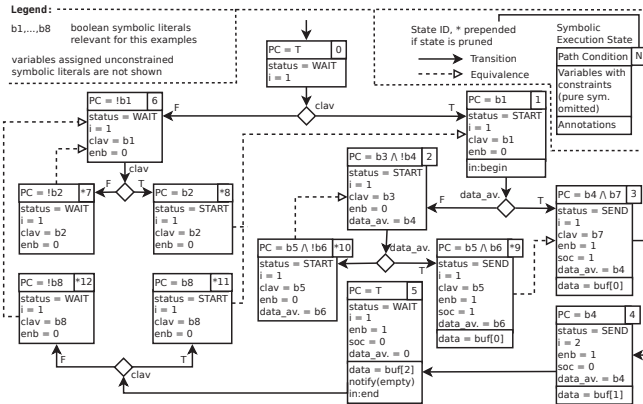 Legend:
b1,...,b8 boolean symbolic literals
relevant for this examples
variables assigned unconstrained
symbolic literals are not shown
State ID, * prepended
if state is pruned
Transition
Equivalence
Symbolic
Execution State
Path Condition N
Variables with
constraints
(pure sym.
omitted)
Annotations
PC = T 0
status = WAIT
i = 1
clav
F
T
PC = !b1 6
status = WAIT
i = 1
clav = b1
enb = 0
clav
F
T
PC = b1 1
status = START
i = 1
clav = b1
enb = 0
in:begin
data_av.
F
T
PC = !b2 *7
status = WAIT
i = 1
clav = b2
enb = 0
PC = b2 *8
status = START
i = 1
clav = b2
enb = 0
PC = b3 /\ !b4 2
status = START
i = 1
clav = b3
enb = 0
data_av. = b4
data_av.
F
T
PC = b4 /\ b7 3
status = SEND
i = 1
clav = b7
enb = 1
soc = 1
data_av. = b4
data = buf[0]
PC = b5 /\ !b6 *10
status = START
i = 1
clav = b5
enb = 0
data_av. = b6
PC = b5 /\ b6 *9
status = SEND
i = 1
clav = b5
enb = 1
soc = 1
data_av. = b6
data = buf[0]
PC = !b8 *12
status = WAIT
i = 1
clav = b8
enb = 0
PC = b8 *11
status = START
i = 1
clav = b8
enb = 0
F
T
clav
PC = T 5
status = WAIT
i = 1
enb = 1
soc = 0
data_av. = 0
data = buf[2]
notify(empty)
in:end
PC = b4 4
status = SEND
i = 2
enb = 1
soc = 0
data_av. = b4
data = buf[1]